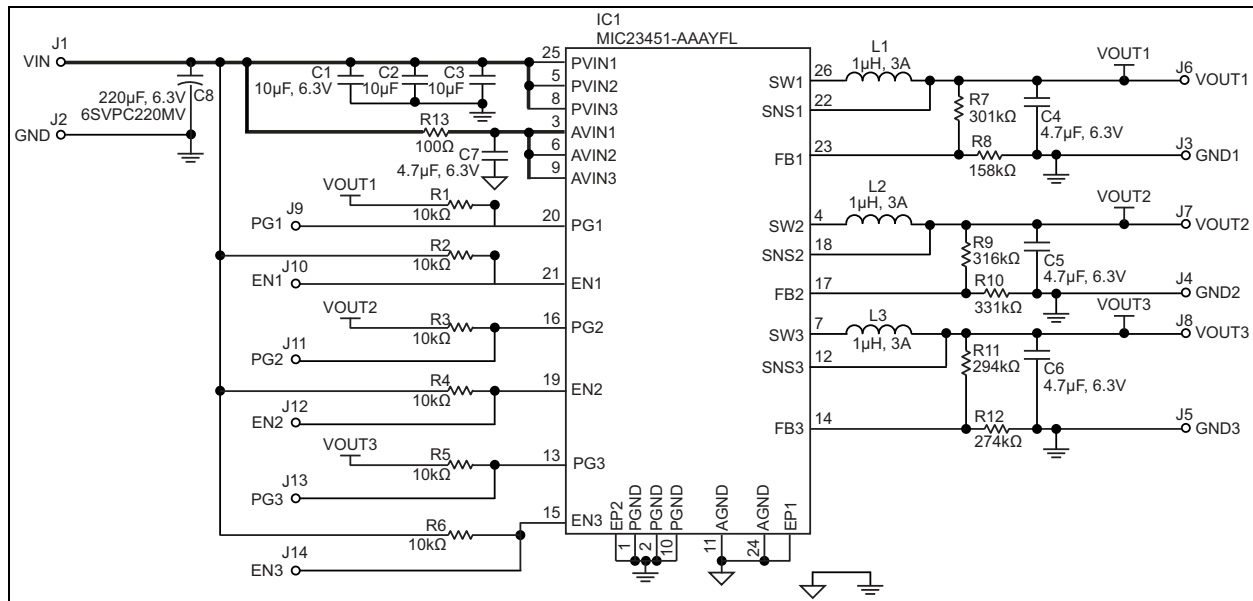 IC1
MIC23451-AAAYFL
J1
VIN
220µF, 6.3V
6SVPC220MV
C8
J2
GND
C1
10µF, 6.3V
C2
10µF
C3
10µF
R13
100Ω
C7
4.7µF, 6.3V
25
PVIN1
5
PVIN2
8
PVIN3
3
AVIN1
6
AVIN2
9
AVIN3
VOUT1
R1
10kΩ
J9
PG1
20
PG1
R2
10kΩ
J10
EN1
21
EN1
VOUT2
R3
10kΩ
J11
PG2
16
PG2
R4
10kΩ
J12
EN2
19
EN2
VOUT3
R5
10kΩ
J13
PG3
13
PG3
R6
10kΩ
J14
EN3
15
EN3
EP2
PGND
PGND
PGND
AGND
AGND
EP1
1
2
10
11
24
SW1
26
L1
1µH, 3A
VOUT1
J6
VOUT1
SNS1
22
R7
301kΩ
C4
4.7µF, 6.3V
FB1
23
R8
158kΩ
J3
GND1
SW2
4
L2
1µH, 3A
VOUT2
J7
VOUT2
SNS2
18
R9
316kΩ
C5
4.7µF, 6.3V
FB2
17
R10
331kΩ
J4
GND2
SW3
7
L3
1µH, 3A
VOUT3
J8
VOUT3
SNS3
12
R11
294kΩ
C6
4.7µF, 6.3V
FB3
14
R12
274kΩ
J5
GND3